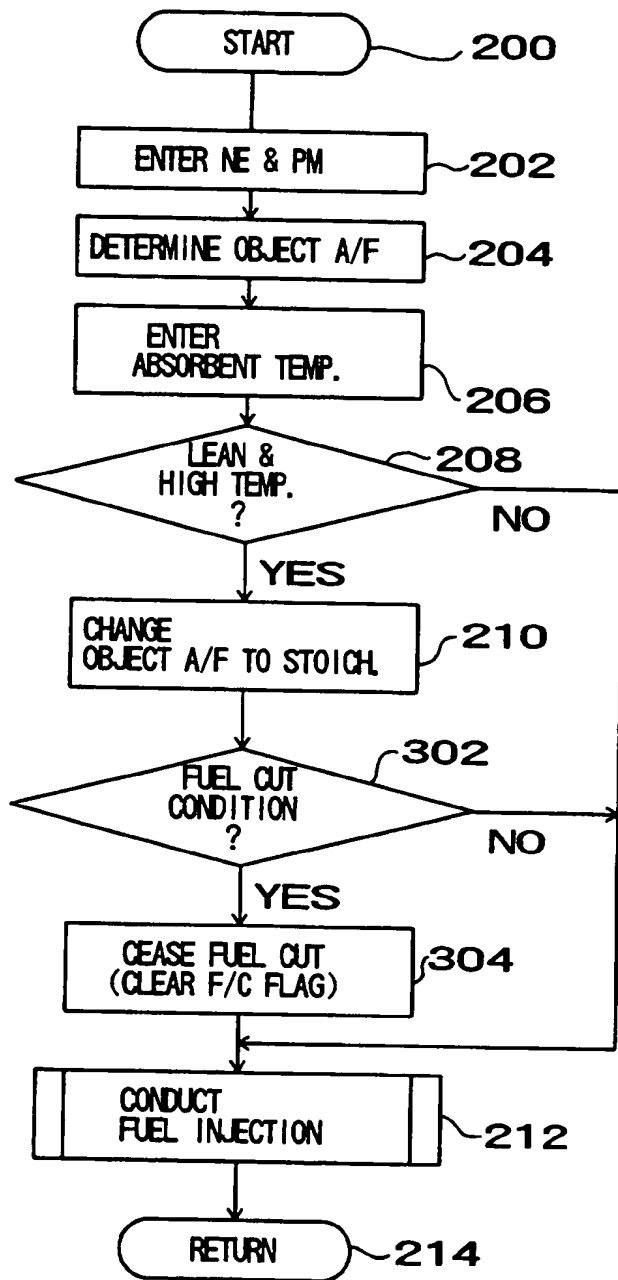 START
200
ENTER NE & PM
202
DETERMINE OBJECT A/F
204
ENTER
ABSORBENT TEMP.
206
LEAN &
HIGH TEMP.
?
208
NO
YES
CHANGE
OBJECT A/F TO STOICH.
210
FUEL CUT
CONDITION
?
302
NO
YES
CEASE FUEL CUT
(CLEAR F/C FLAG)
304
CONDUCT
FUEL INJECTION
212
RETURN
214